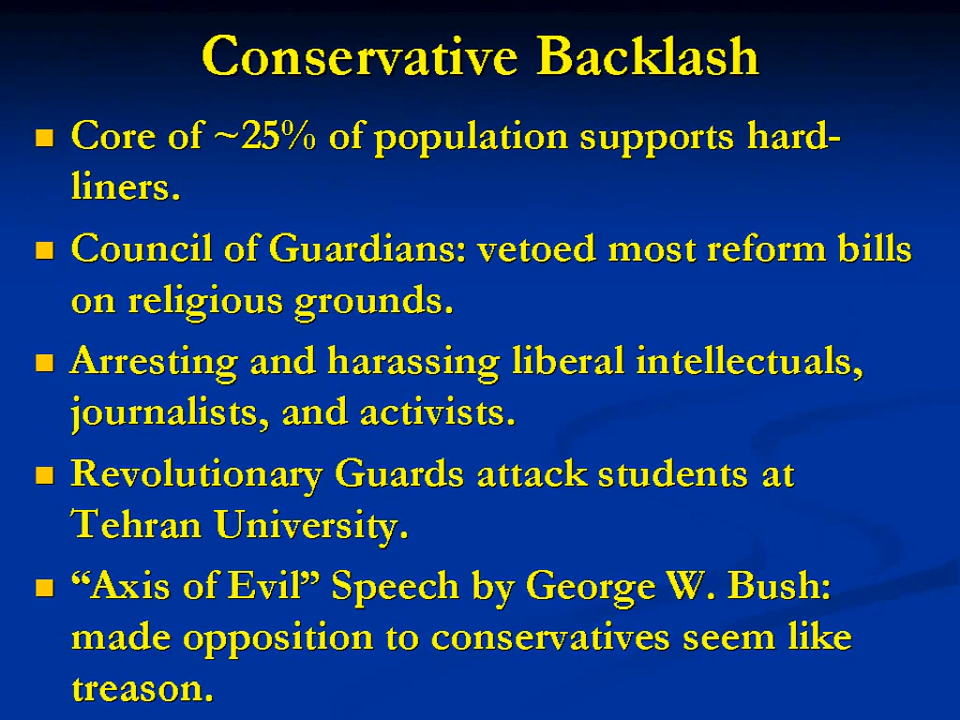 Conservative Backlash
Core of ~25% of population supports hard-
liners.
Council of Guardians: vetoed most reform bills
on religious grounds.
Arresting and harassing liberal intellectuals,
journalists, and activists.
Revolutionary Guards attack students at
Tehran University.
“Axis of Evil” Speech by George W. Bush:
made opposition to conservatives seem like
treason.